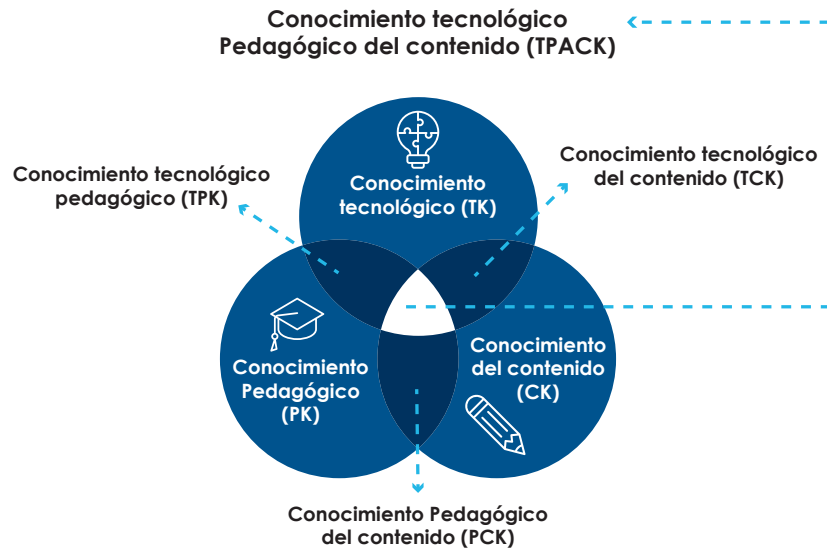 Conocimiento tecnológico
Pedagógico del contenido (TPACK)
Conocimiento tecnológico
pedagógico (TPK)
Conocimiento
tecnológico (TK)
Conocimiento tecnológico
del contenido (TCK)
Conocimiento
Pedagógico
(PK)
Conocimiento
del contenido
(CK)
Conocimiento Pedagógico
del contenido (PCK)